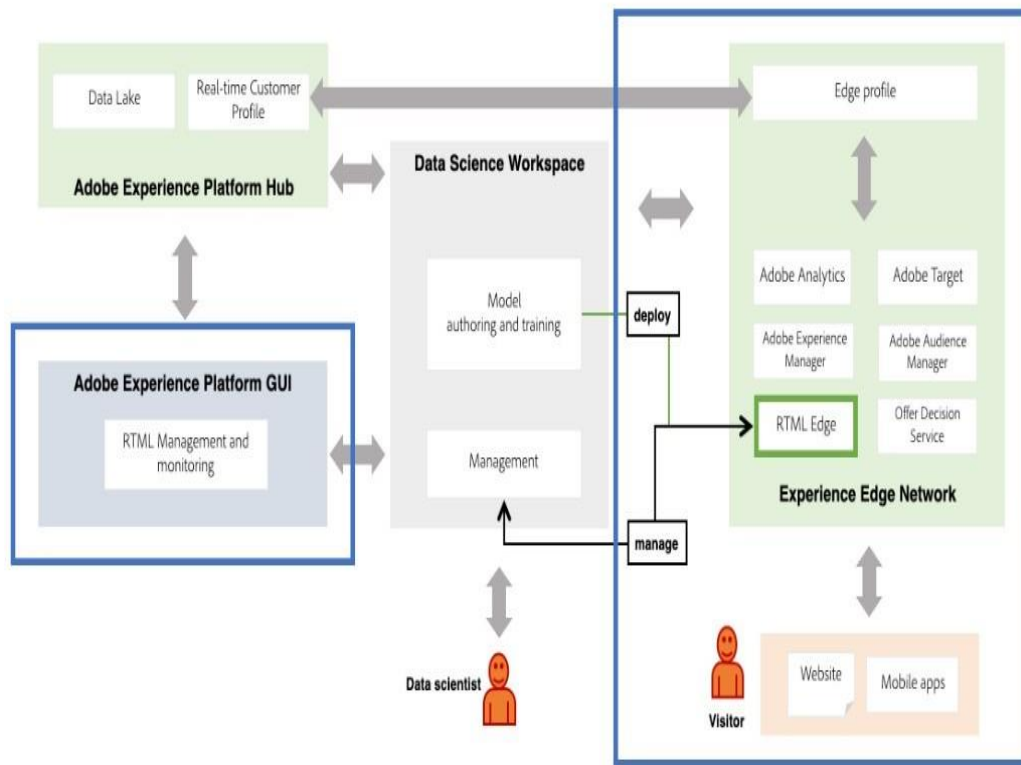 Data Lake
Real-time Customer
Profile
Adobe Experience Platform Hub
Data Science Workspace
Edge profile
Model
authoring and training
deploy
Adobe Analytics
Adobe Target
Adobe Experience
Manager
Adobe Audience
Manager
RTML Edge
Offer Decision
Service
Experience Edge Network
Adobe Experience Platform GUI
RTML Management and
monitoring
Management
manage
Data scientist
Visitor
Website
Mobile apps